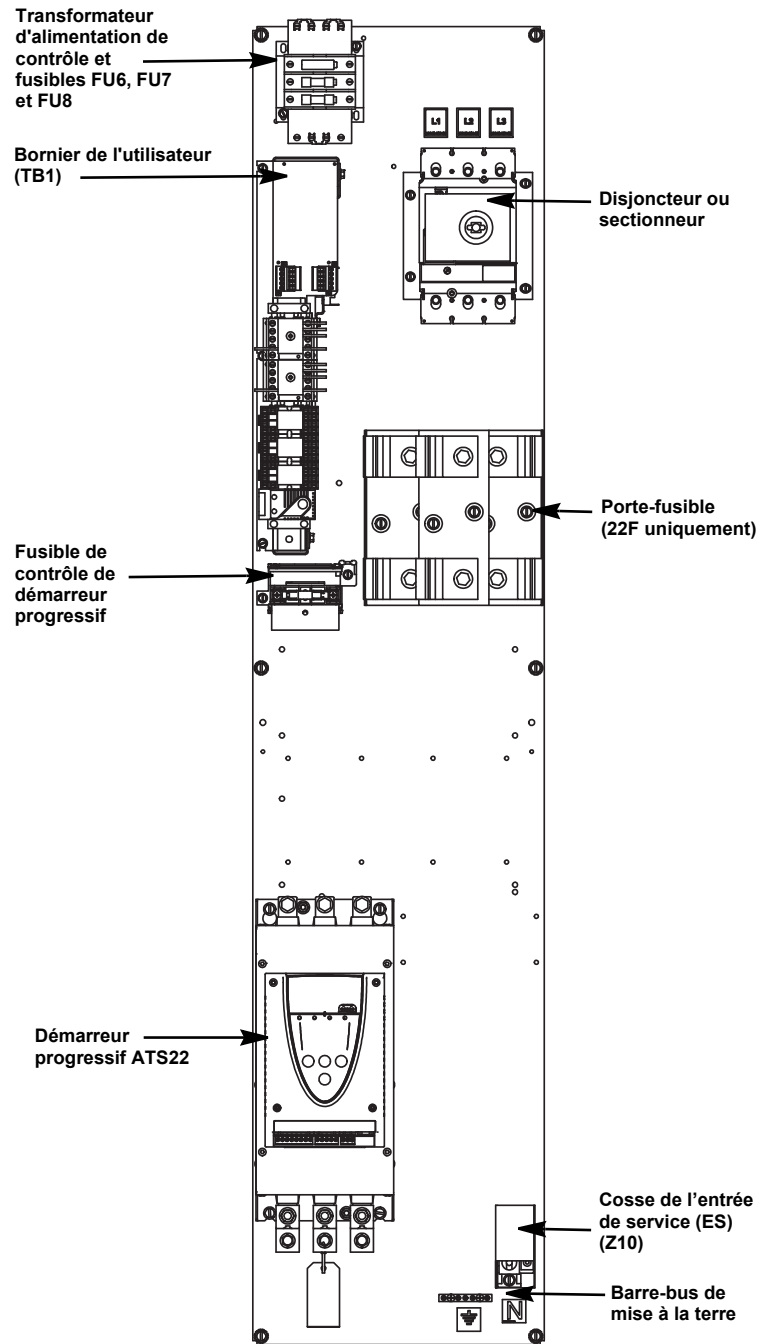 Transformateur
d'alimentation de
contrôle et
fusibles FU6, FU7
et FU8
L1 L2 L3
Bornier de l'utilisateur
(TB1)
Disjoncteur ou
sectionneur
Porte-fusible
(22F uniquement)
Fusible de
contrôle de
démarreur
progressif
Démarreur
progressif ATS22
Cosse de l’entrée
de service (ES)
(Z10)
Barre-bus de
mise à la terre
N